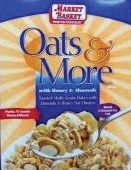 MARKET
BASKET
Oats &
More
with Honey & Almonds
Toasted Multi-Grain Flakes with
Almonds & Honey Oat Clusters